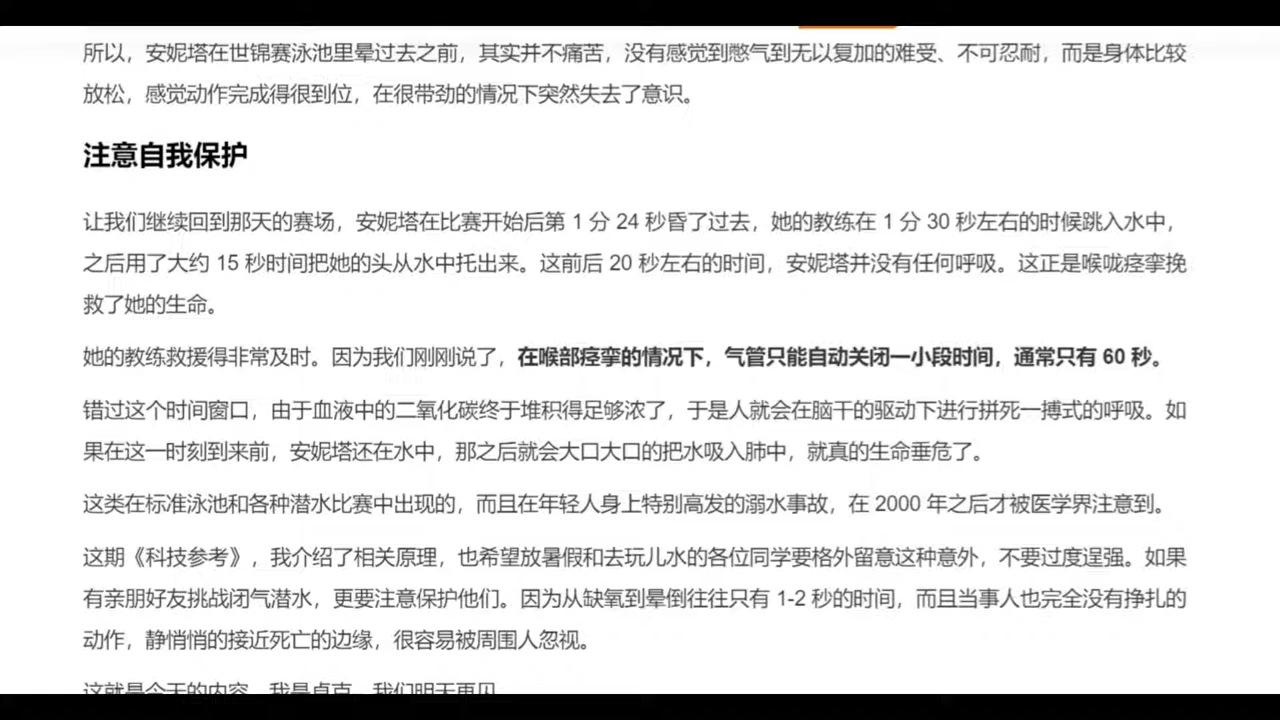 所以，安妮塔在世锦赛泳池里晕过去之前，其实并不痛苦，没有感觉到憋气到无以复加的难受、不可忍耐，而是身体比较
放松，感觉动作完成得很到位，在很带劲的情况下突然失去了意识。
注意自我保护
让我们继续回到那天的赛场，安妮塔在比赛开始后第 1 分 24 秒昏了过去，她的教练在 1 分 30 秒左右的时候跳入水中，
之后用了大约 15 秒时间把她的头从水中托出来。这前后 20 秒左右的时间，安妮塔并没有任何呼吸。这正是喉咙痉挛挽
救了她的生命。
她的教练救援得非常及时。因为我们刚刚说了，在喉部痉挛的情况下，气管只能自动关闭一小段时间，通常只有 60 秒。
错过这个时间窗口，由于血液中的二氧化碳终于堆积得足够浓了，于是人就会在脑干的驱动下进行拼死一搏式的呼吸。如
果在这一时刻到来前，安妮塔还在水中，那之后就会大口大口的把水吸入肺中，就真的生命垂危了。
这类在标准泳池和各种潜水比赛中出现的，而且在年轻人身上特别高发的溺水事故，在 2000 年之后才被医学界注意到。
这期《科技参考》，我介绍了相关原理，也希望放暑假和去玩儿水的各位同学要格外留意这种意外，不要过度逞强。如果
有亲朋好友挑战闭气潜水，更要注意保护他们。因为从缺氧到晕倒往往只有 1-2 秒的时间，而且当事人也完全没有挣扎的
动作，静悄悄的接近死亡的边缘，很容易被周围人忽视。
这就是今天的内容，我是卓克，我们明天再见。